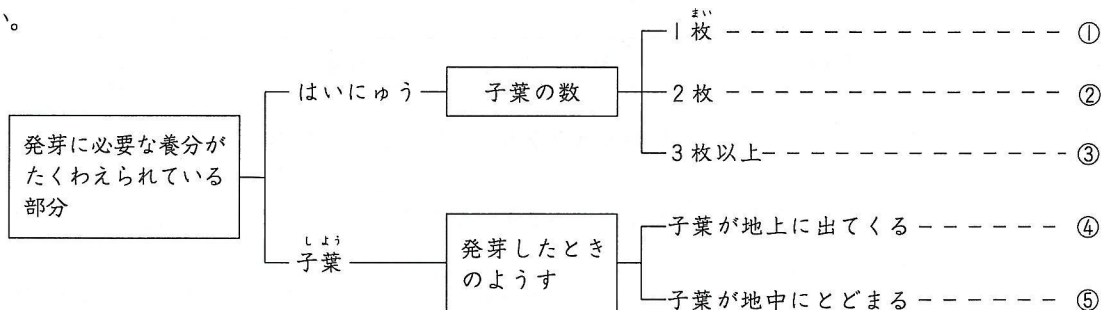 い。
発芽に必要な養分が
たくわえられている
部分
はいにゅう
子葉の数
まい
1枚 ①
2枚 ②
3枚以上 ③
しよう
子葉
発芽したとき
のようす
子葉が地上に出てくる ④
子葉が地中にとどまる ⑤